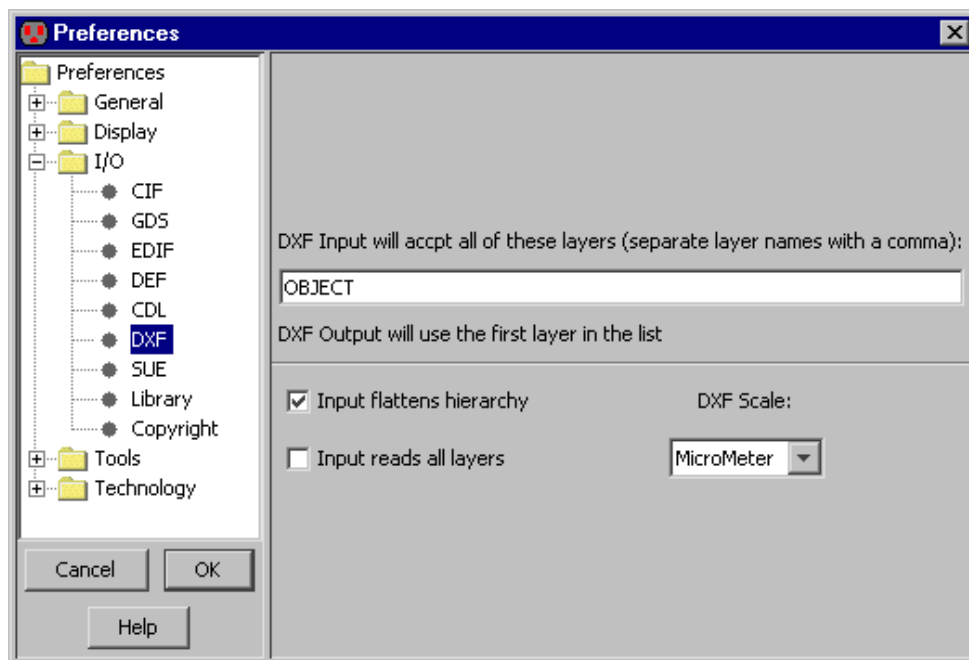 Preferences
Preferences
General
Display
I/O
CIF
GDS
EDIF
DEF
CDL
DXF
SUE
Library
Copyright
Tools
Technology
Cancel
OK
Help
DXF Input will accpt all of these layers (separate layer names with a comma):
OBJECT
DXF Output will use the first layer in the list
Input flattens hierarchy
DXF Scale:
Input reads all layers
MicroMeter